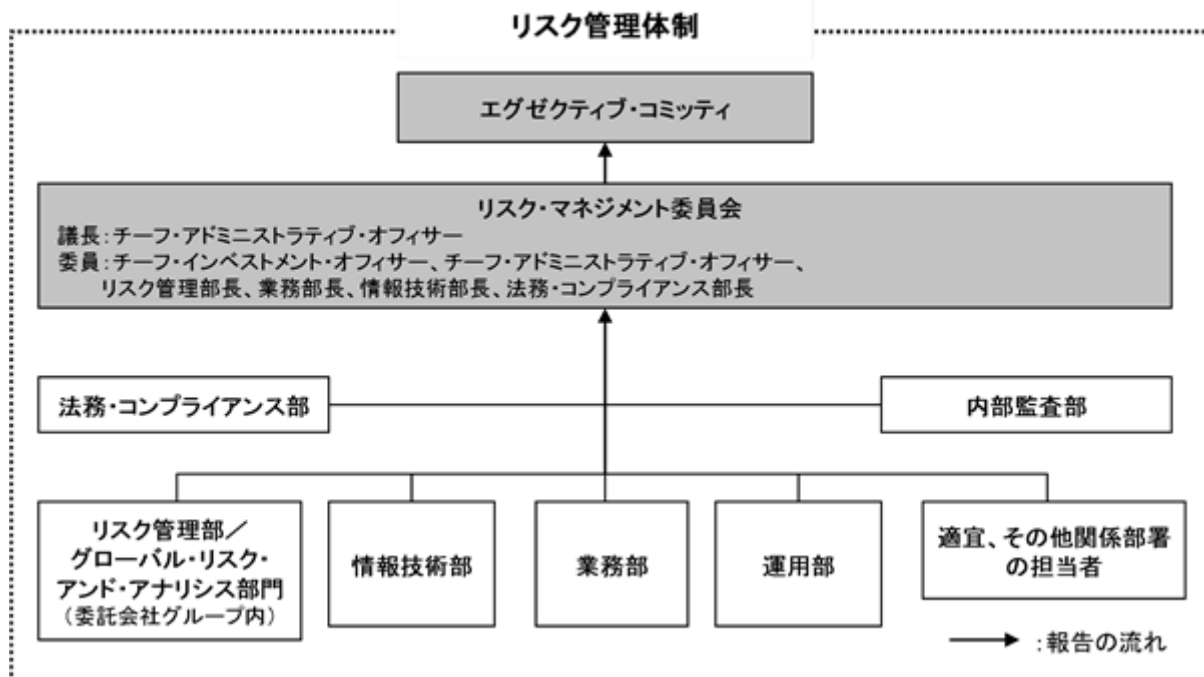 リスク管理体制
エグゼクティブ・コミッティ
リスク・マネジメント委員会
議長:チーフ・アドミニストラティブ・オフィサー
委員:チーフ・インベストメント・オフィサー、チーフ・アドミニストラティブ・オフィサー、
リスク管理部長、業務部長、情報技術部長、法務・コンプライアンス部長
法務・コンプライアンス部
内部監査部
リスク管理部/
グローバル・リスク・
アンド・アナリシス部門
(委託会社グループ内)
情報技術部
業務部
運用部
適宜、その他関係部署
の担当者
:報告の流れ